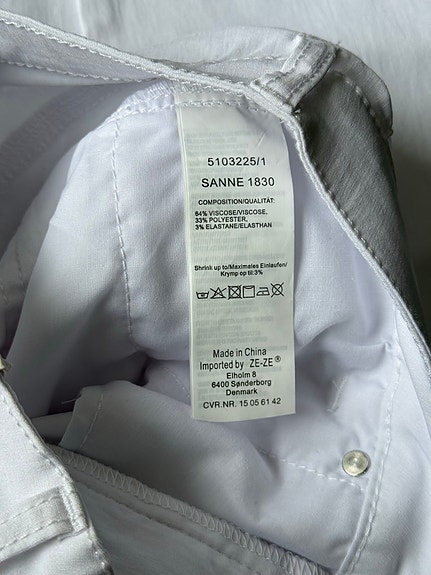 5103225/1
SANNE 1830
COMPOSITION/QUALITÄT:
64% VISCOSE/VISCOSE,
33% POLYESTER,
3% ELASTANE/ELASTHAN
Shrink up to/Maximales Einlaufen/
Krymp op til:3%
Made in China
Imported by ZE-ZE®
Elholm 8
6400 Sønderborg
Denmark
CVR.NR. 15 05 61 42